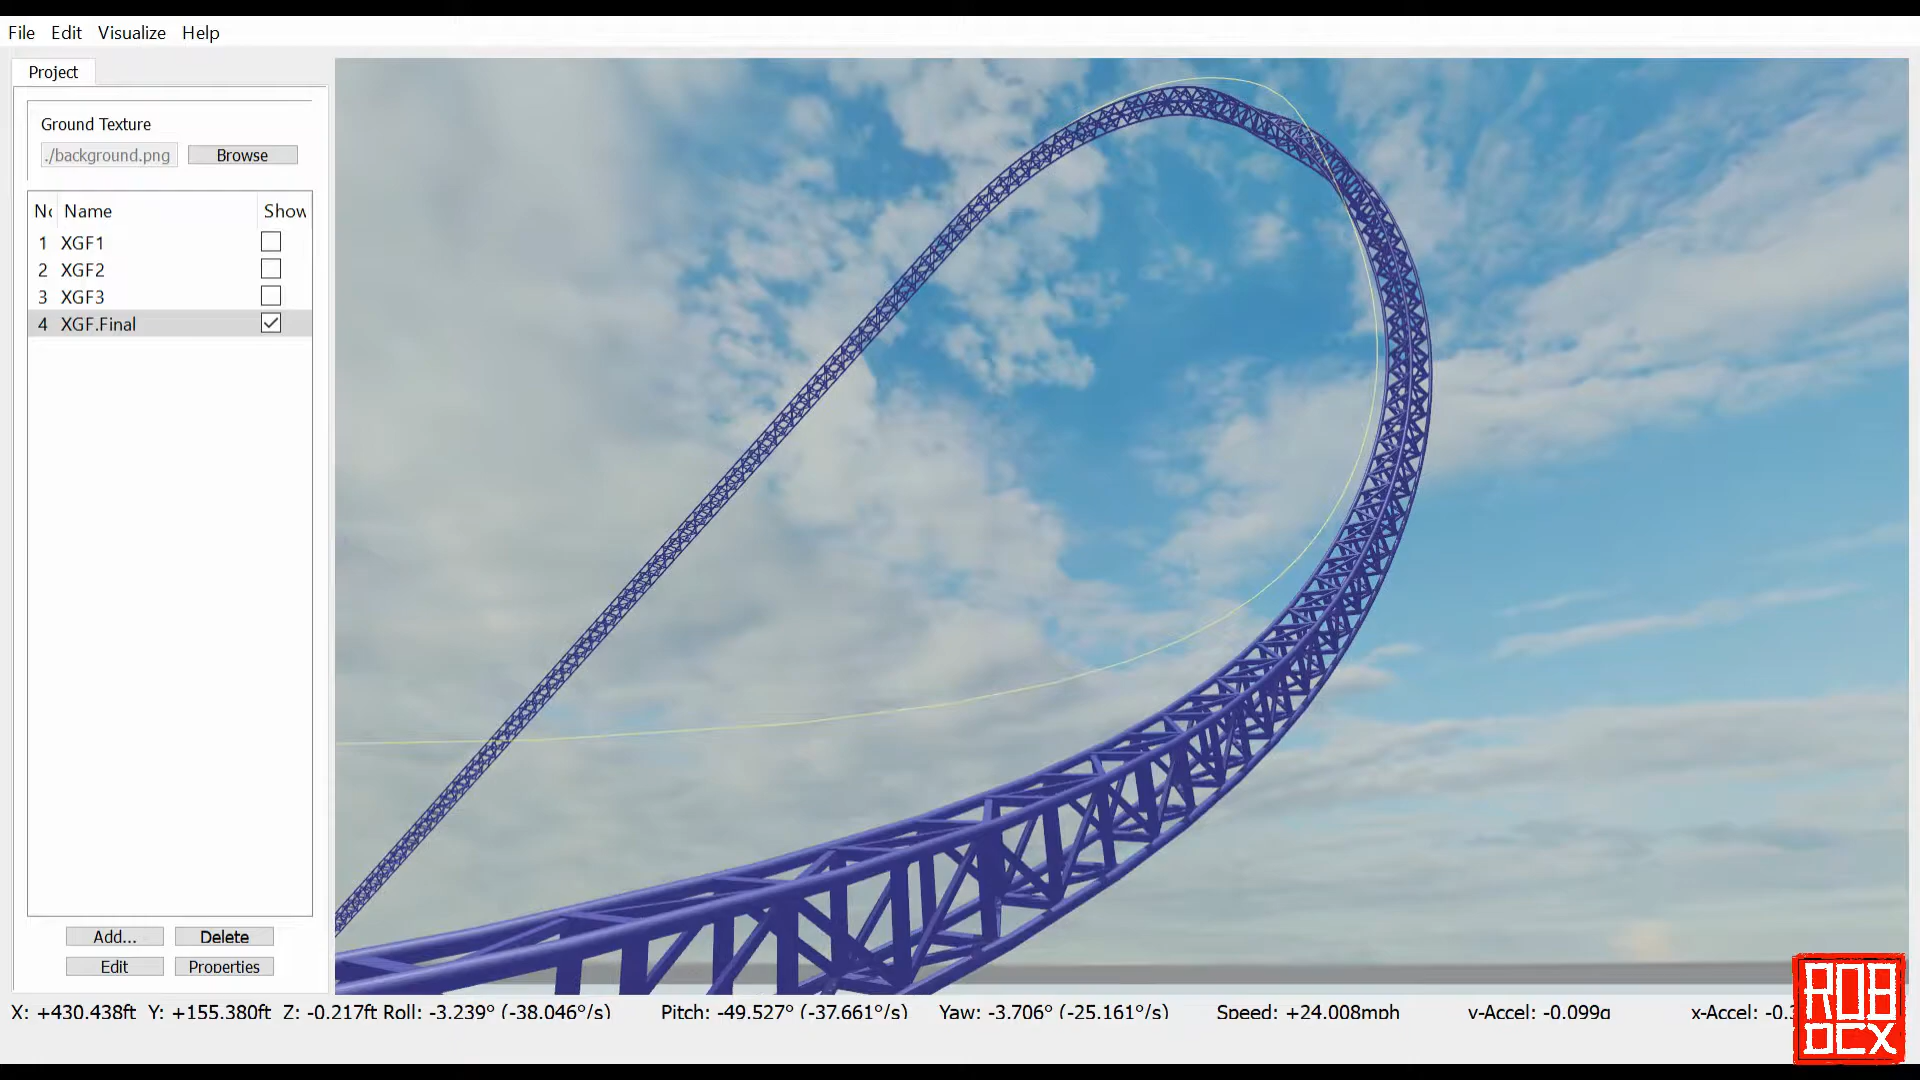 File Edit Visualize Help
Project
Ground Texture
./background.png Browse
Nc Name Show
1 XGF1
2 XGF2
3 XGF3
4 XGF.Final
Add... Delete
Edit Properties
X: +430.438ft Y: +155.380ft Z: -0.217ft Roll: -3.239° (-38.046°/s) Pitch: -49.527° (-37.661°/s) Yaw: -3.706° (-25.161°/s) Speed: +24.008mph y-Accel: -0.099g x-Accel: